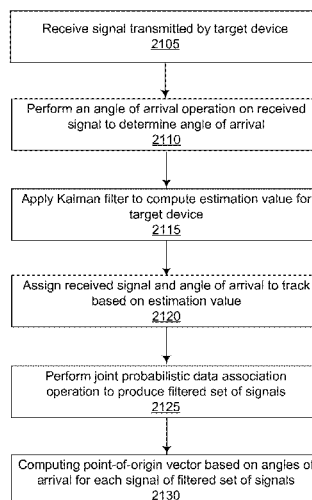 Receive signal transmitted by target device
2105
Perform an angle of arrival operation on received
signal to determine angle of arrival
2110
Apply Kalman filter to compute estimation value for
target device
2115
Assign received signal and angle of arrival to track
based on estimation value
2120
Perform joint probabilistic data association
operation to produce filtered set of signals
2125
Computing point-of-origin vector based on angles of
arrival for each signal of filtered set of signals
2130